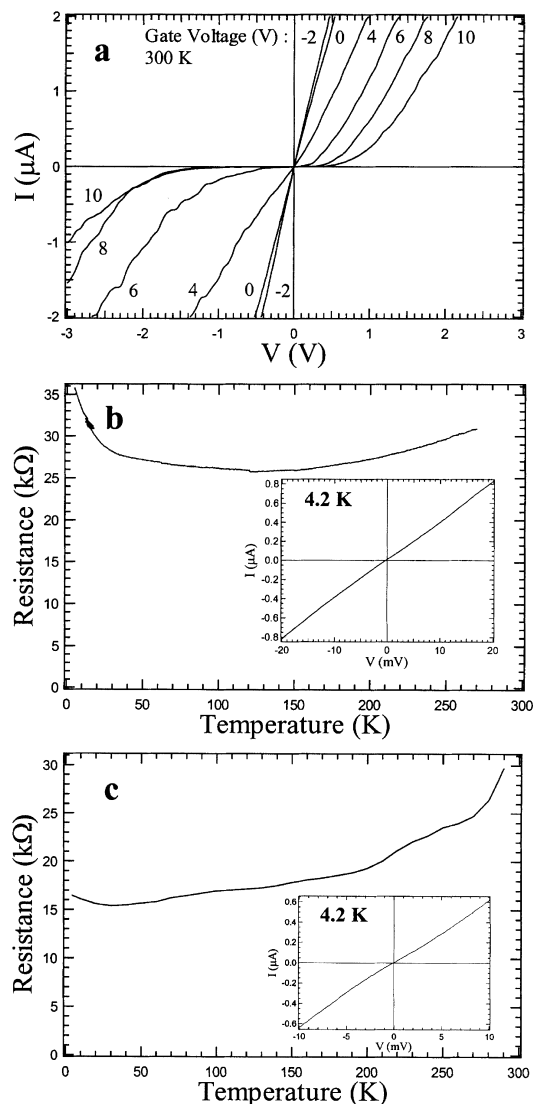 a
Gate Voltage (V) :
300 K
-2 0 4 6 8 10
2
1
0
-1
-2
I (μA)
10
8
6
4
0
-2
-3 -2 -1 0 1 2 3
V (V)
b
35
30
25
20
15
10
5
0
Resistance (kΩ)
4.2 K
0.8
0.6
0.4
0.2
0.0
-0.2
-0.4
-0.6
-0.8
I (μA)
-20 -10 0 10 20
V (mV)
0 50 100 150 200 250 300
Temperature (K)
c
30
25
20
15
10
5
0
Resistance (kΩ)
4.2 K
0.6
0.4
0.2
0.0
-0.2
-0.4
-0.6
I (μA)
-10 -5 0 5 10
V (mV)
0 50 100 150 200 250 300
Temperature (K)